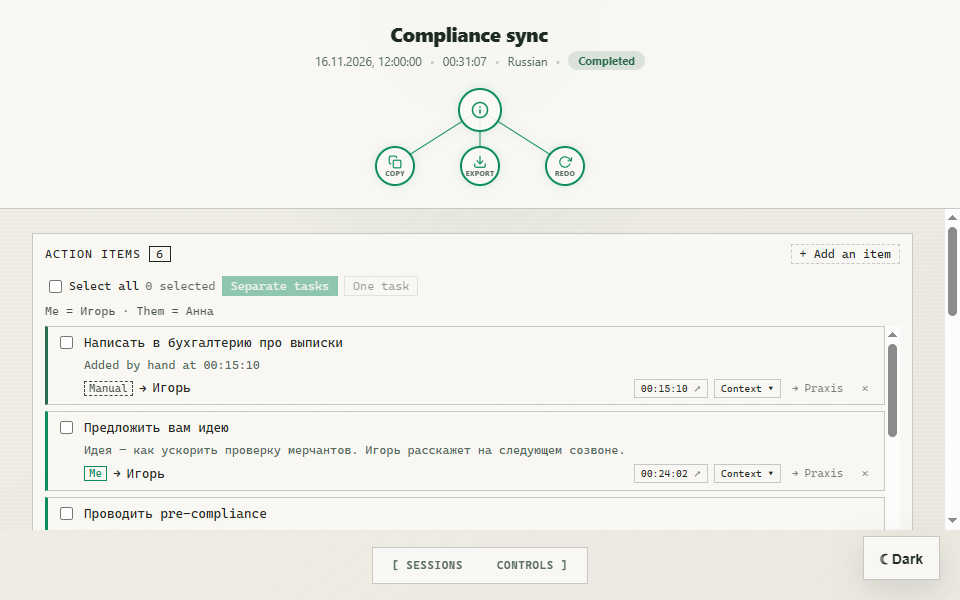 Compliance sync
16.11.2026, 12:00:00 • 00:31:07 • Russian • Completed
COPY
EXPORT
REDO
ACTION ITEMS 6
+ Add an item
Select all 0 selected Separate tasks One task
Me = Игорь · Them = Анна
Написать в бухгалтерию про выписки
Added by hand at 00:15:10
Manual → Игорь
00:15:10 ↗ Context ▾ → Praxis ×
Предложить вам идею
Идея — как ускорить проверку мерчантов. Игорь расскажет на следующем созвоне.
Me → Игорь
00:24:02 ↗ Context ▾ → Praxis ×
Проводить pre-compliance
[ SESSIONS CONTROLS ]
☾ Dark